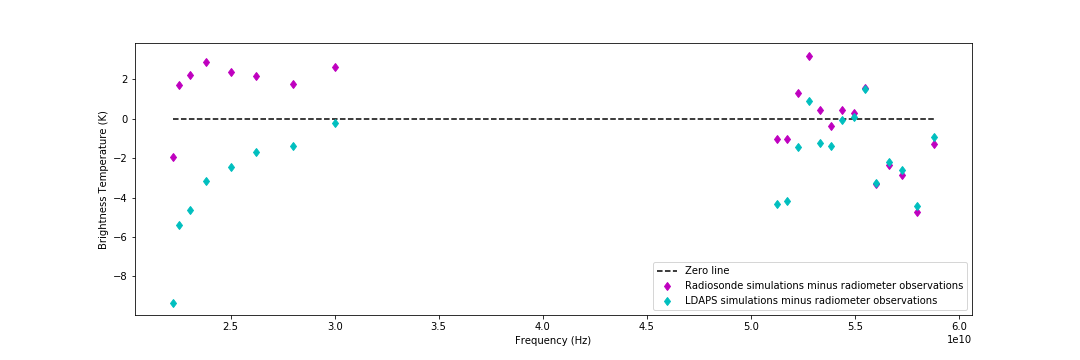 Brightness Temperature (K)
2
0
−2
−4
−6
−8
2.5 3.0 3.5 4.0 4.5 5.0 5.5 6.0
1e10
Frequency (Hz)
Zero line
Radiosonde simulations minus radiometer observations
LDAPS simulations minus radiometer observations